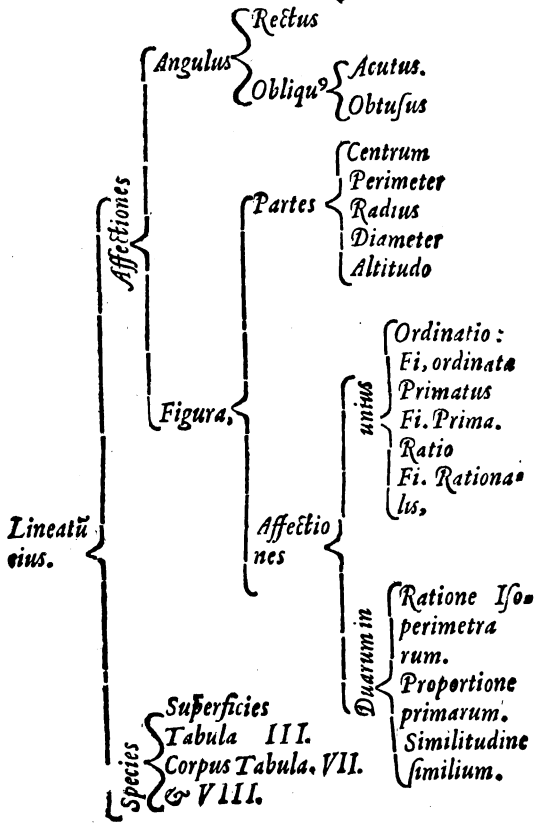 Rectus
Angulus
Obliqu⁹
Acutus.
Obtuſus
Affectiones
Centrum
Perimeter
Partes
Radius
Diameter
Altitudo
Figura,
Ordinatio:
Fi, ordinata
unius
Primatus
Fi. Prima.
Ratio
Fi. Rationa-
lis,
Affectio
nes
Lineatū
eius.
Duarum in
Ratione Iſo-
perimetra
rum.
Proportione
primarum.
Similitudine
ſimilium.
Species
Superficies
Tabula III.
Corpus Tabula. VII.
& VIII.